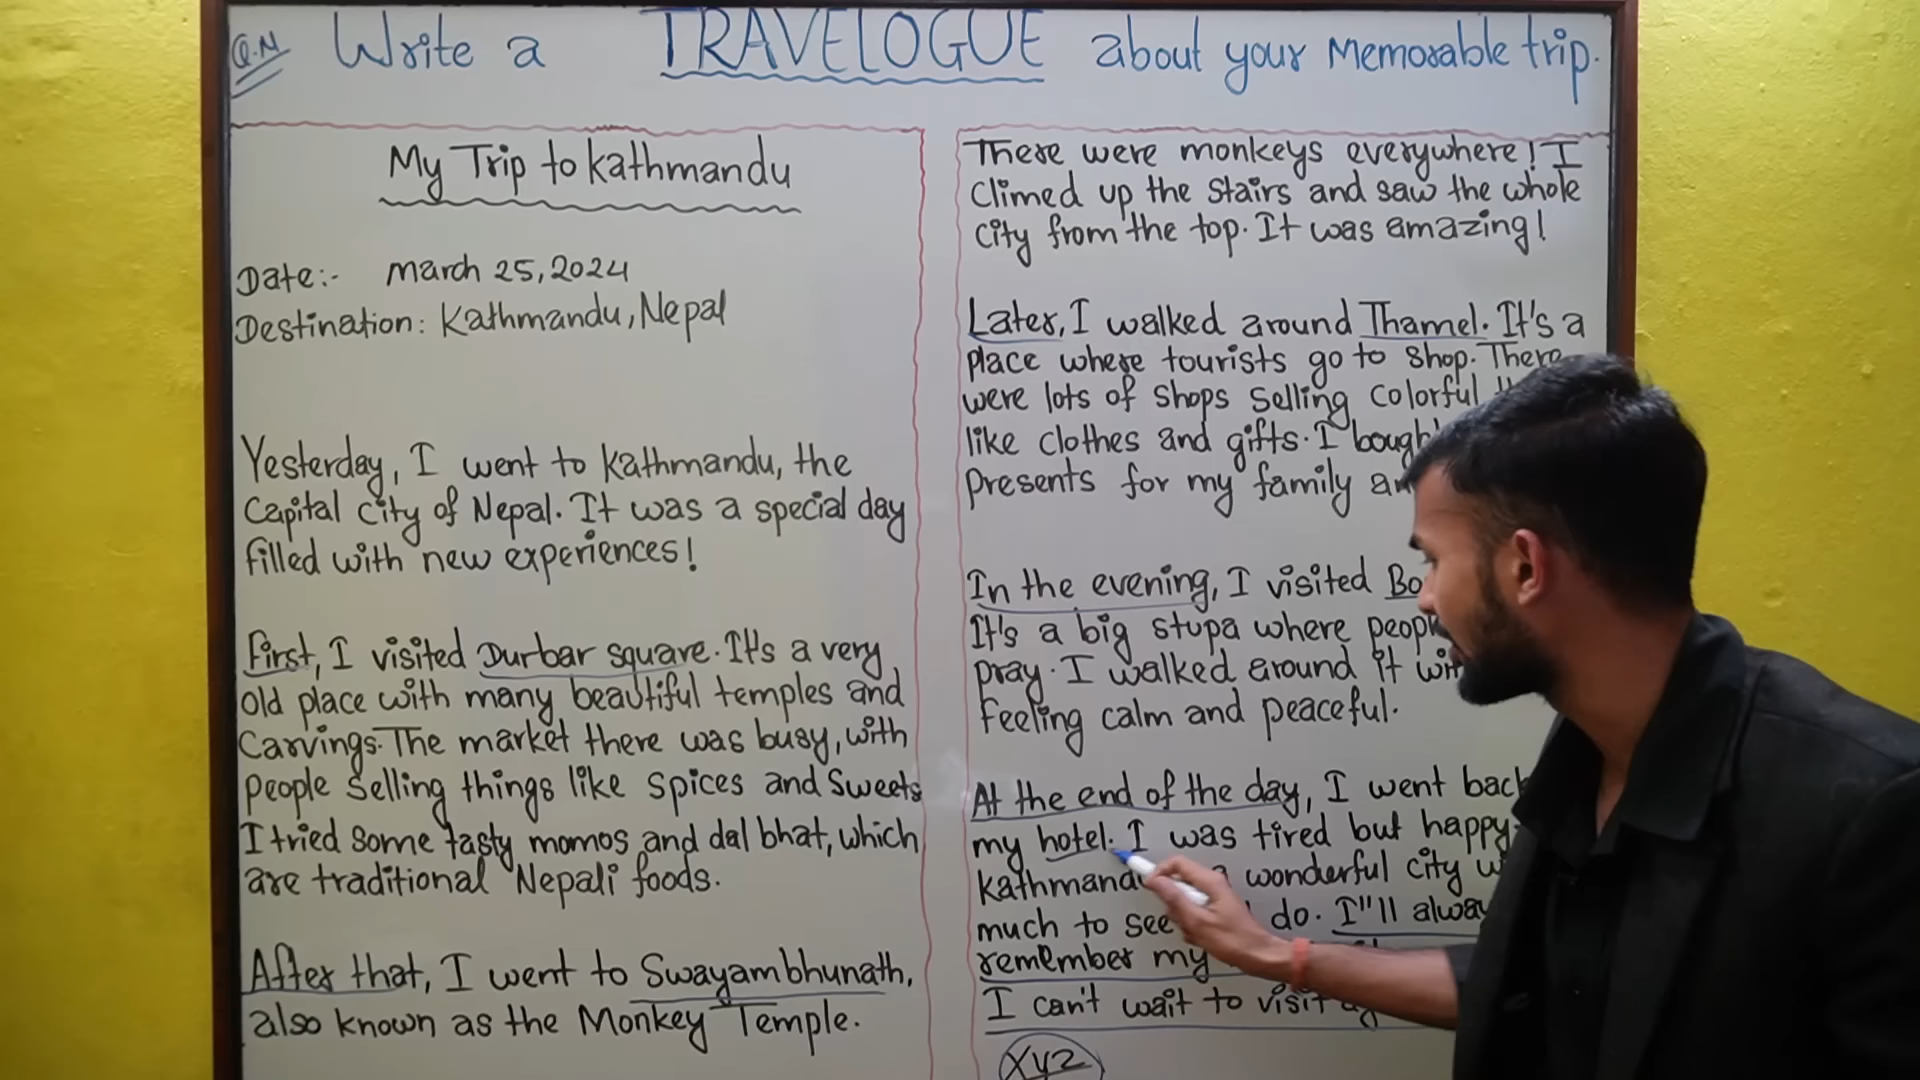 Q.N Write a TRAVELOGUE about your Memorable trip.
My Trip to Kathmandu
Date:- March 25, 2024
Destination: Kathmandu, Nepal
Yesterday, I went to Kathmandu, the
Capital city of Nepal. It was a special day
filled with new experiences!
First, I visited Durbar square. It's a very
old place with many beautiful temples and
Carvings. The market there was busy, with
people selling things like spices and sweets
I tried some tasty momos and dal bhat, which
are traditional Nepali foods.
After that, I went to Swayambhunath,
also known as the Monkey Temple.
There were monkeys everywhere! I
Climed up the stairs and saw the whole
city from the top. It was amazing!
Later, I walked around Thamel. It's a
place where tourists go to shop. There
were lots of shops selling colorful
like clothes and gifts. I
presents for my family
In the evening, I visited
It's a big stupa where
pray. I walked around it
feeling calm and peaceful.
At the end of the day, I went back
my hotel. I was tired but happy.
wonderful city
much to see do. I"ll
remember my
I can't wait to visit
XYZ